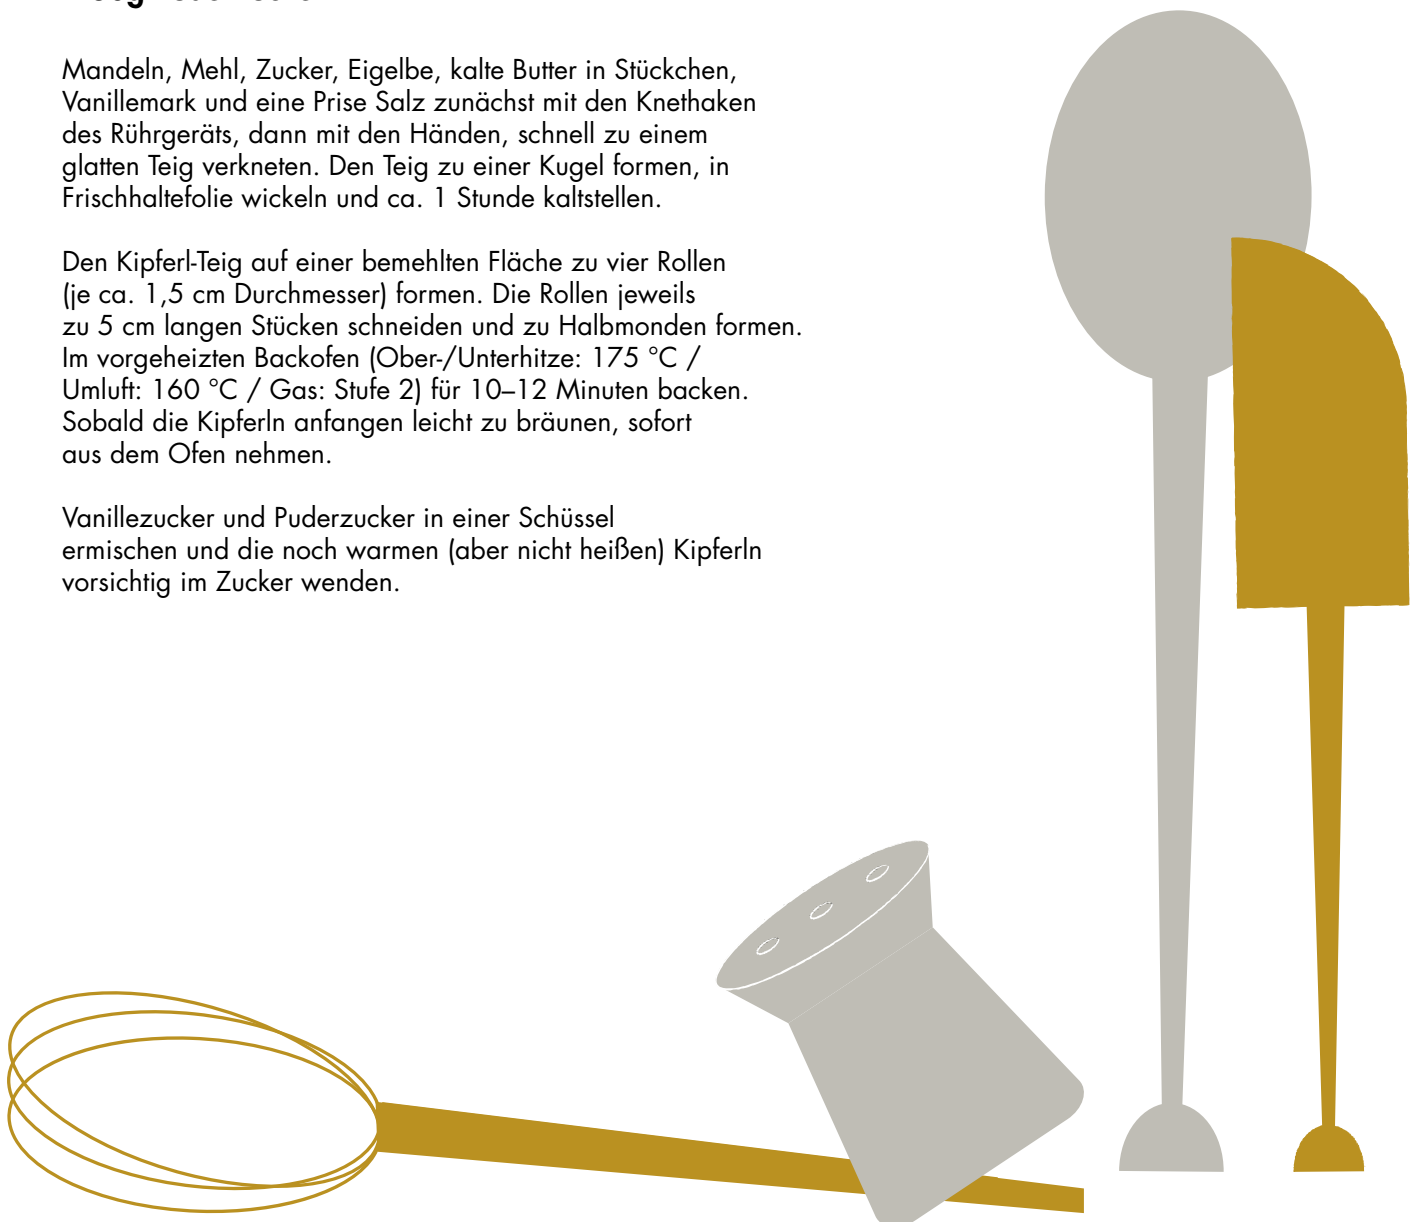 Mandeln, Mehl, Zucker, Eigelbe, kalte Butter in Stückchen,
Vanillemark und eine Prise Salz zunächst mit den Knethaken
des Rührgeräts, dann mit den Händen, schnell zu einem
glatten Teig verkneten. Den Teig zu einer Kugel formen, in
Frischhaltefolie wickeln und ca. 1 Stunde kaltstellen.
Den Kipferl-Teig auf einer bemehlten Fläche zu vier Rollen
(je ca. 1,5 cm Durchmesser) formen. Die Rollen jeweils
zu 5 cm langen Stücken schneiden und zu Halbmonden formen.
Im vorgeheizten Backofen (Ober-/Unterhitze: 175 °C /
Umluft: 160 °C / Gas: Stufe 2) für 10–12 Minuten backen.
Sobald die Kipferln anfangen leicht zu bräunen, sofort
aus dem Ofen nehmen.
Vanillezucker und Puderzucker in einer Schüssel
ermischen und die noch warmen (aber nicht heißen) Kipferln
vorsichtig im Zucker wenden.